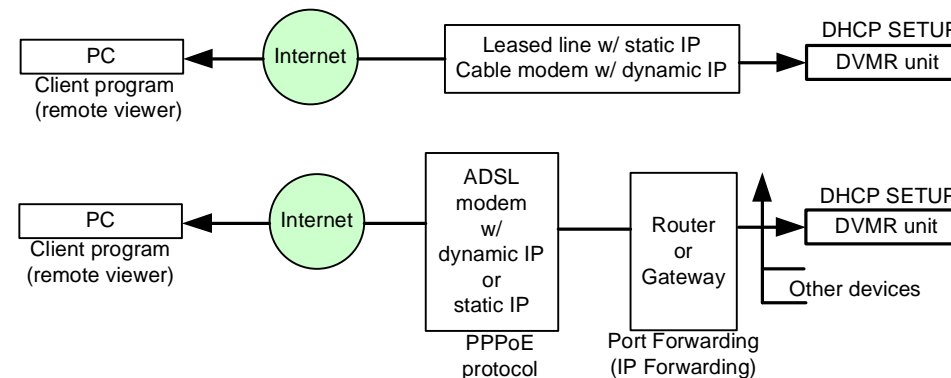 PC
Client program
(remote viewer)
Internet
Leased line w/ static IP
Cable modem w/ dynamic IP
DHCP SETUP
DVMR unit
PC
Client program
(remote viewer)
Internet
ADSL
modem
w/
dynamic IP
or
static IP
PPPoE
protocol
Router
or
Gateway
Port Forwarding
(IP Forwarding)
DHCP SETUP
DVMR unit
Other devices